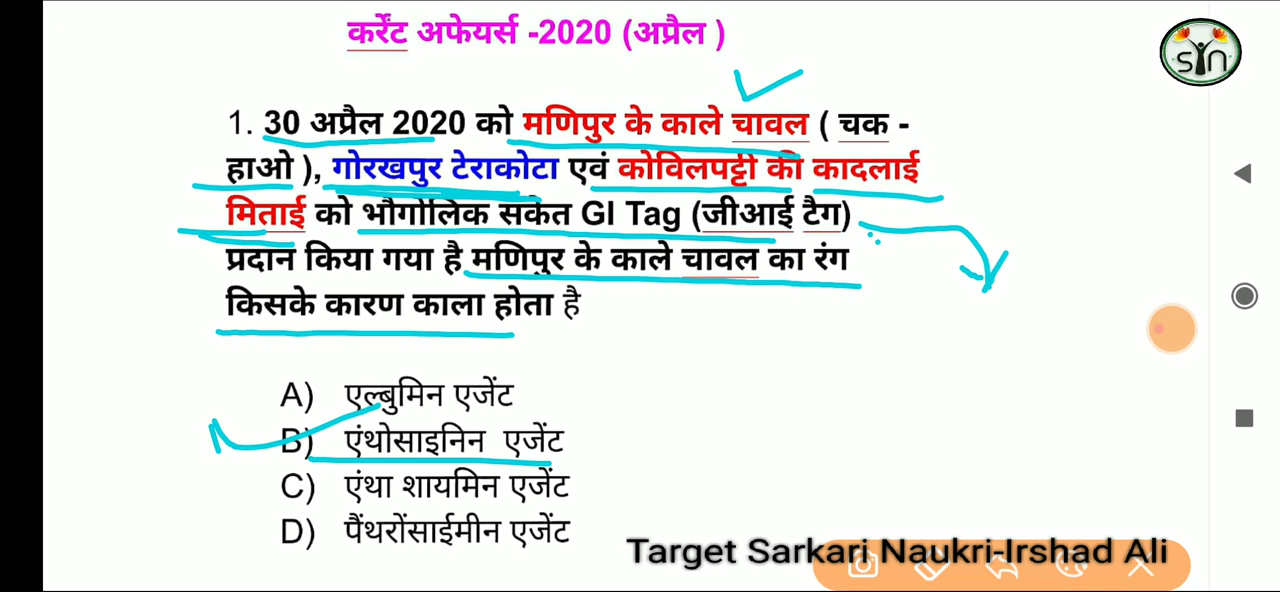 कर्रेंट अफेयर्स -2020 (अप्रैल )
SYN
1. 30 अप्रैल 2020 को मणिपुर के काले चावल ( चक -
हाओ ), गोरखपुर टेराकोटा एवं कोविलपट्टी की कादलाई
मिताई को भौगोलिक संकेत GI Tag (जीआई टैग)
प्रदान किया गया है मणिपुर के काले चावल का रंग
किसके कारण काला होता है
A) एल्बुमिन एजेंट
B) एंथोसाइनिन एजेंट
C) एंथा शायमिन एजेंट
D) पैंथरोंसाईमीन एजेंट
Target Sarkari Naukri-Irshad Ali